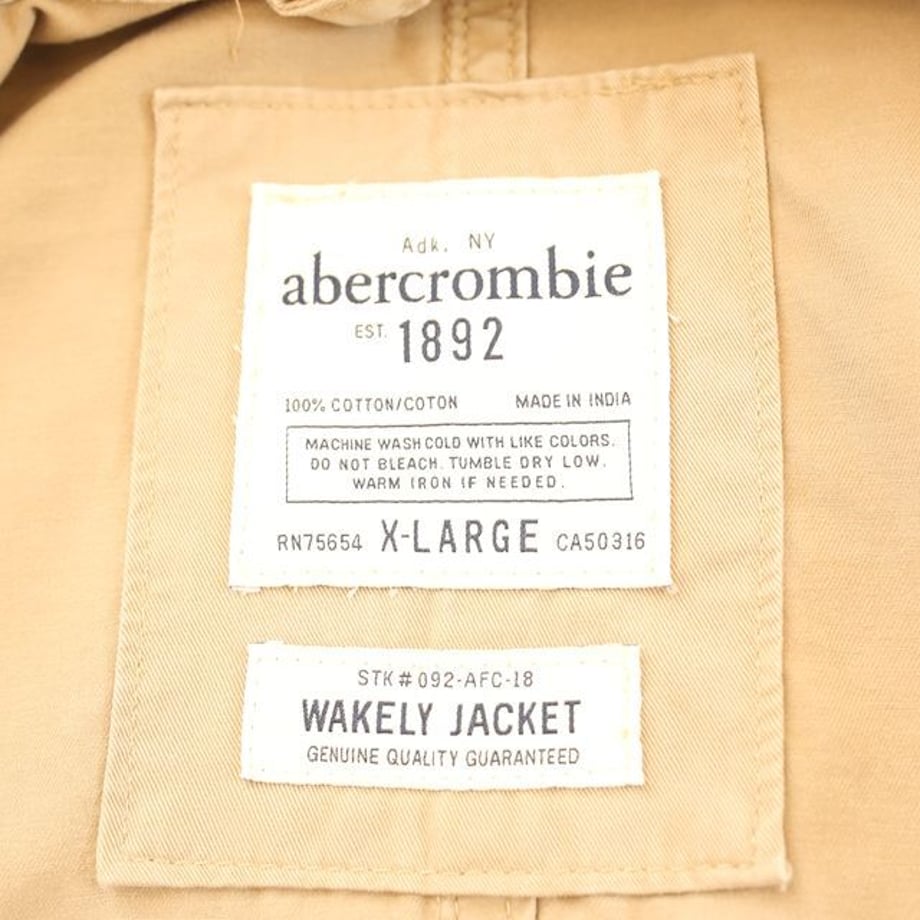 Adk. NY
abercrombie
EST. 1892
100% COTTON/COTON MADE IN INDIA
MACHINE WASH COLD WITH LIKE COLORS.
DO NOT BLEACH. TUMBLE DRY LOW.
WARM IRON IF NEEDED.
RN75654 X-LARGE CA50316
STK# 092-AFC-18
WAKELY JACKET
GENUINE QUALITY GUARANTEED